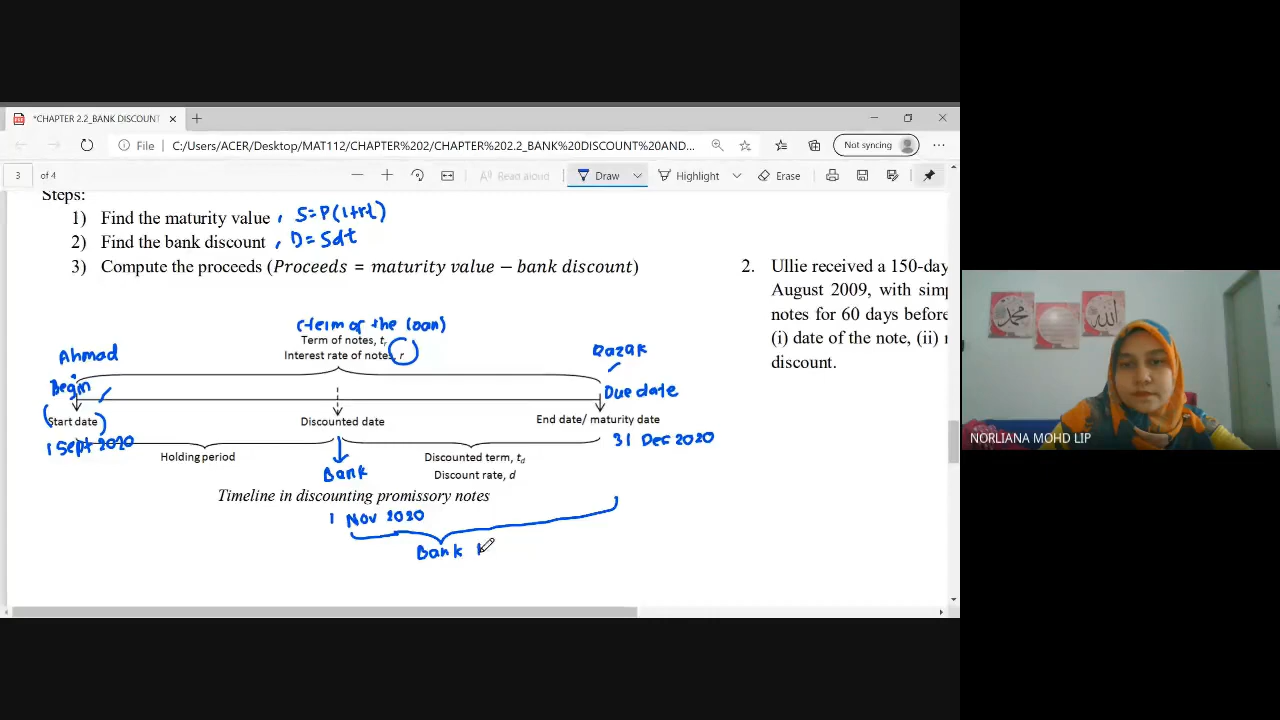 *CHAPTER 2.2_BANK DISCOUNT
File C:/Users/ACER/Desktop/MAT112/CHAPTER%202/CHAPTER%202.2_BANK%20DISCOUNT%20AND... Not syncing
3 of 4 Read aloud Draw Highlight Erase
Steps:
1) Find the maturity value , S=P(1+rt)
2) Find the bank discount , D=Sdt
3) Compute the proceeds (Proceeds = maturity value − bank discount)
(term of the loan)
Term of notes, tr
Interest rate of notes, r
Ahmad
Razak
Begin
Due date
Start date
Discounted date
End date/ maturity date
1 Sept 2020
31 Dec 2020
Holding period
Discounted term, td
Bank
Discount rate, d
Timeline in discounting promissory notes
1 Nov 2020
Bank
2. Ullie received a 150-day
August 2009, with simp
notes for 60 days before
(i) date of the note, (ii)
discount.
NORLIANA MOHD LIP